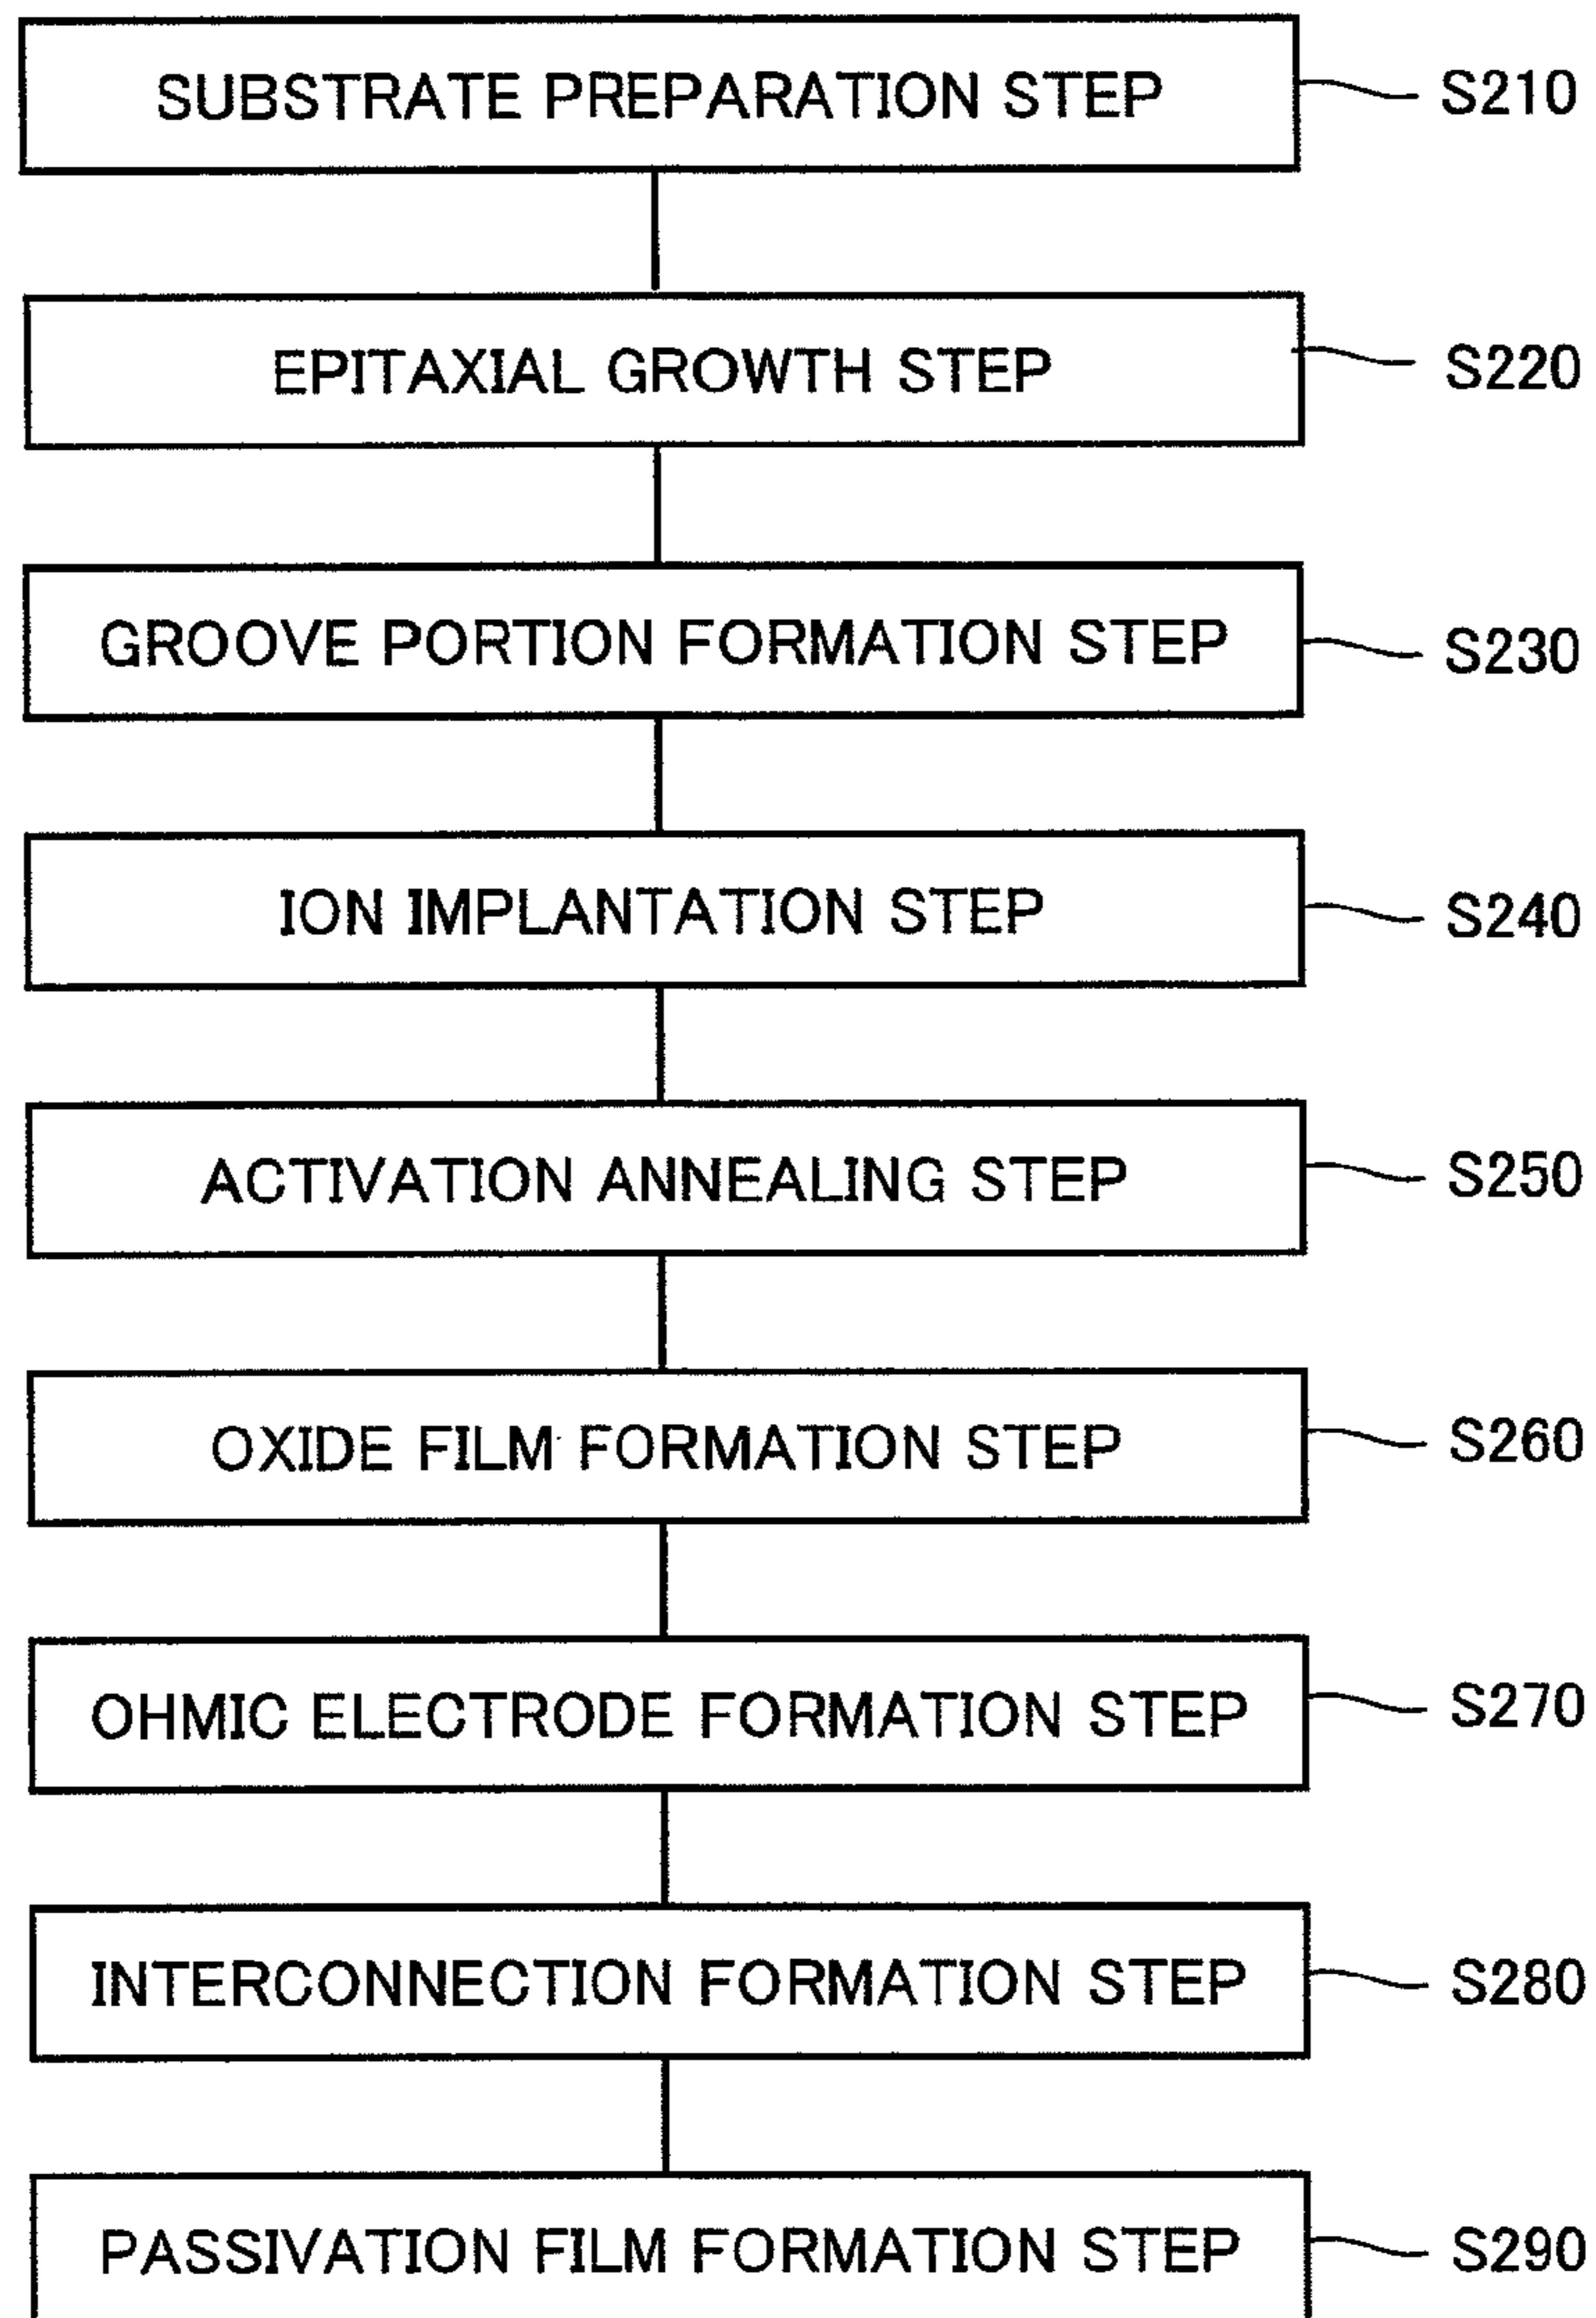 SUBSTRATE PREPARATION STEP S210
EPITAXIAL GROWTH STEP S220
GROOVE PORTION FORMATION STEP S230
ION IMPLANTATION STEP S240
ACTIVATION ANNEALING STEP S250
OXIDE FILM FORMATION STEP S260
OHMIC ELECTRODE FORMATION STEP S270
INTERCONNECTION FORMATION STEP S280
PASSIVATION FILM FORMATION STEP S290